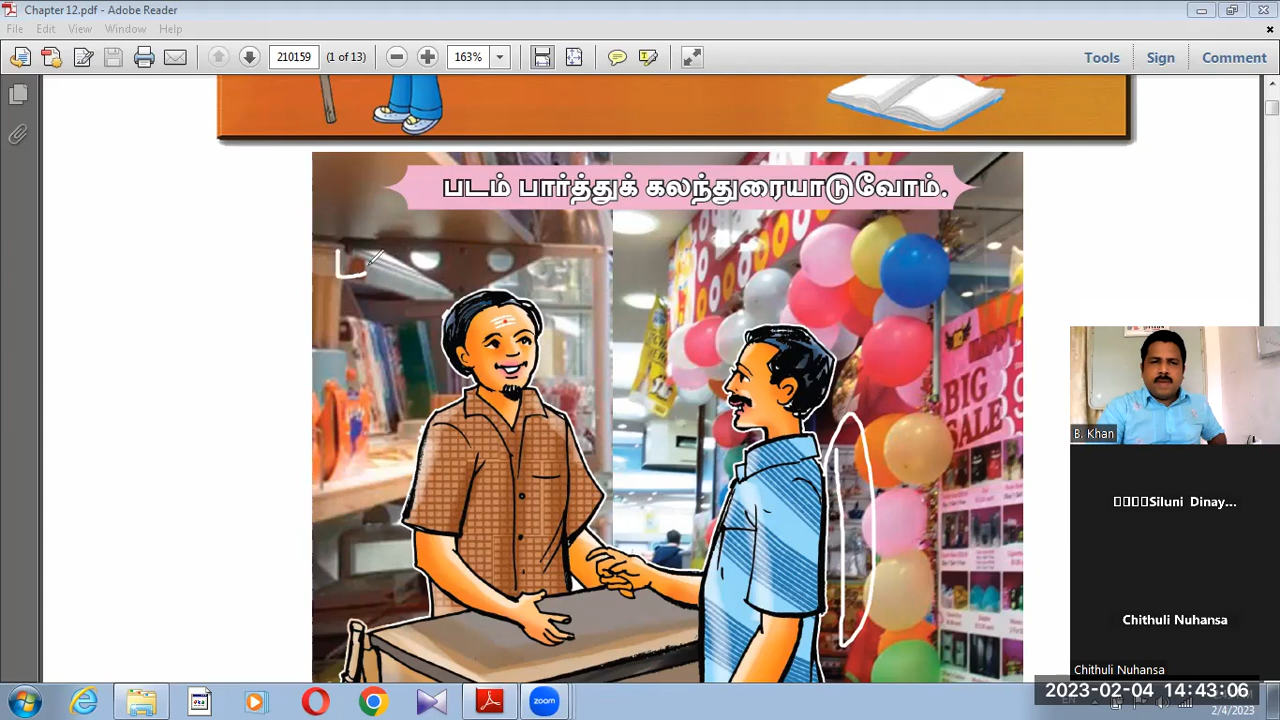 Chapter 12.pdf - Adobe Reader
File Edit View Window Help
210159 (1 of 13) 163% Tools Sign Comment
படம் பார்த்துக் கலந்துரையாடுவோம்.
BIG
SALE
B. Khan
Siluni Dinay...
Chithuli Nuhansa
Chithuli Nuhansa
2023-02-04 14:43:06
zoom
2/4/2023